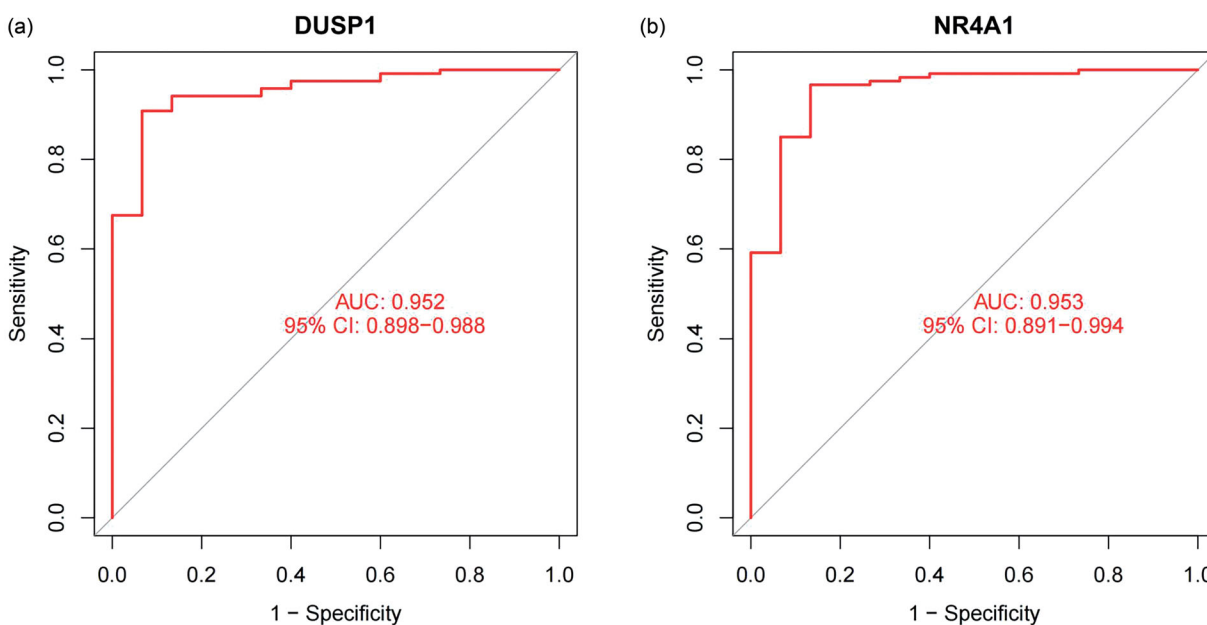 (a)
DUSP1
Sensitivity
1.0
0.8
0.6
0.4
0.2
0.0
AUC: 0.952
95% CI: 0.898−0.988
0.0 0.2 0.4 0.6 0.8 1.0
1 − Specificity
(b)
NR4A1
Sensitivity
1.0
0.8
0.6
0.4
0.2
0.0
AUC: 0.953
95% CI: 0.891−0.994
0.0 0.2 0.4 0.6 0.8 1.0
1 − Specificity